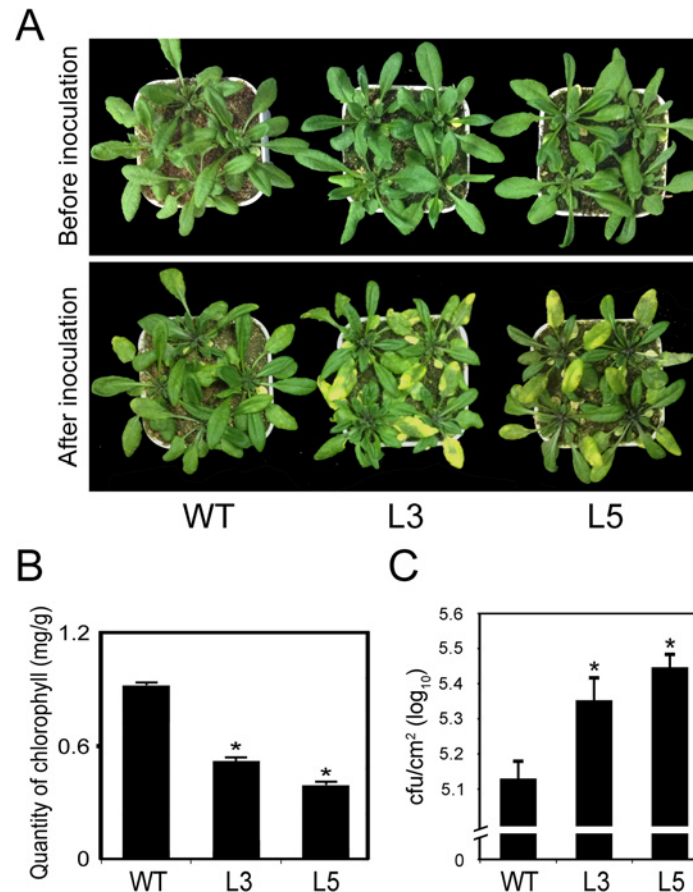 A
Before inoculation
After inoculation
WT L3 L5
B
Quantity of chlorophyll (mg/g)
1.2
0.6
0
* *
WT L3 L5
C
cfu/cm² (log₁₀)
5.6
5.5
5.4
5.3
5.2
5.1
0
* *
WT L3 L5